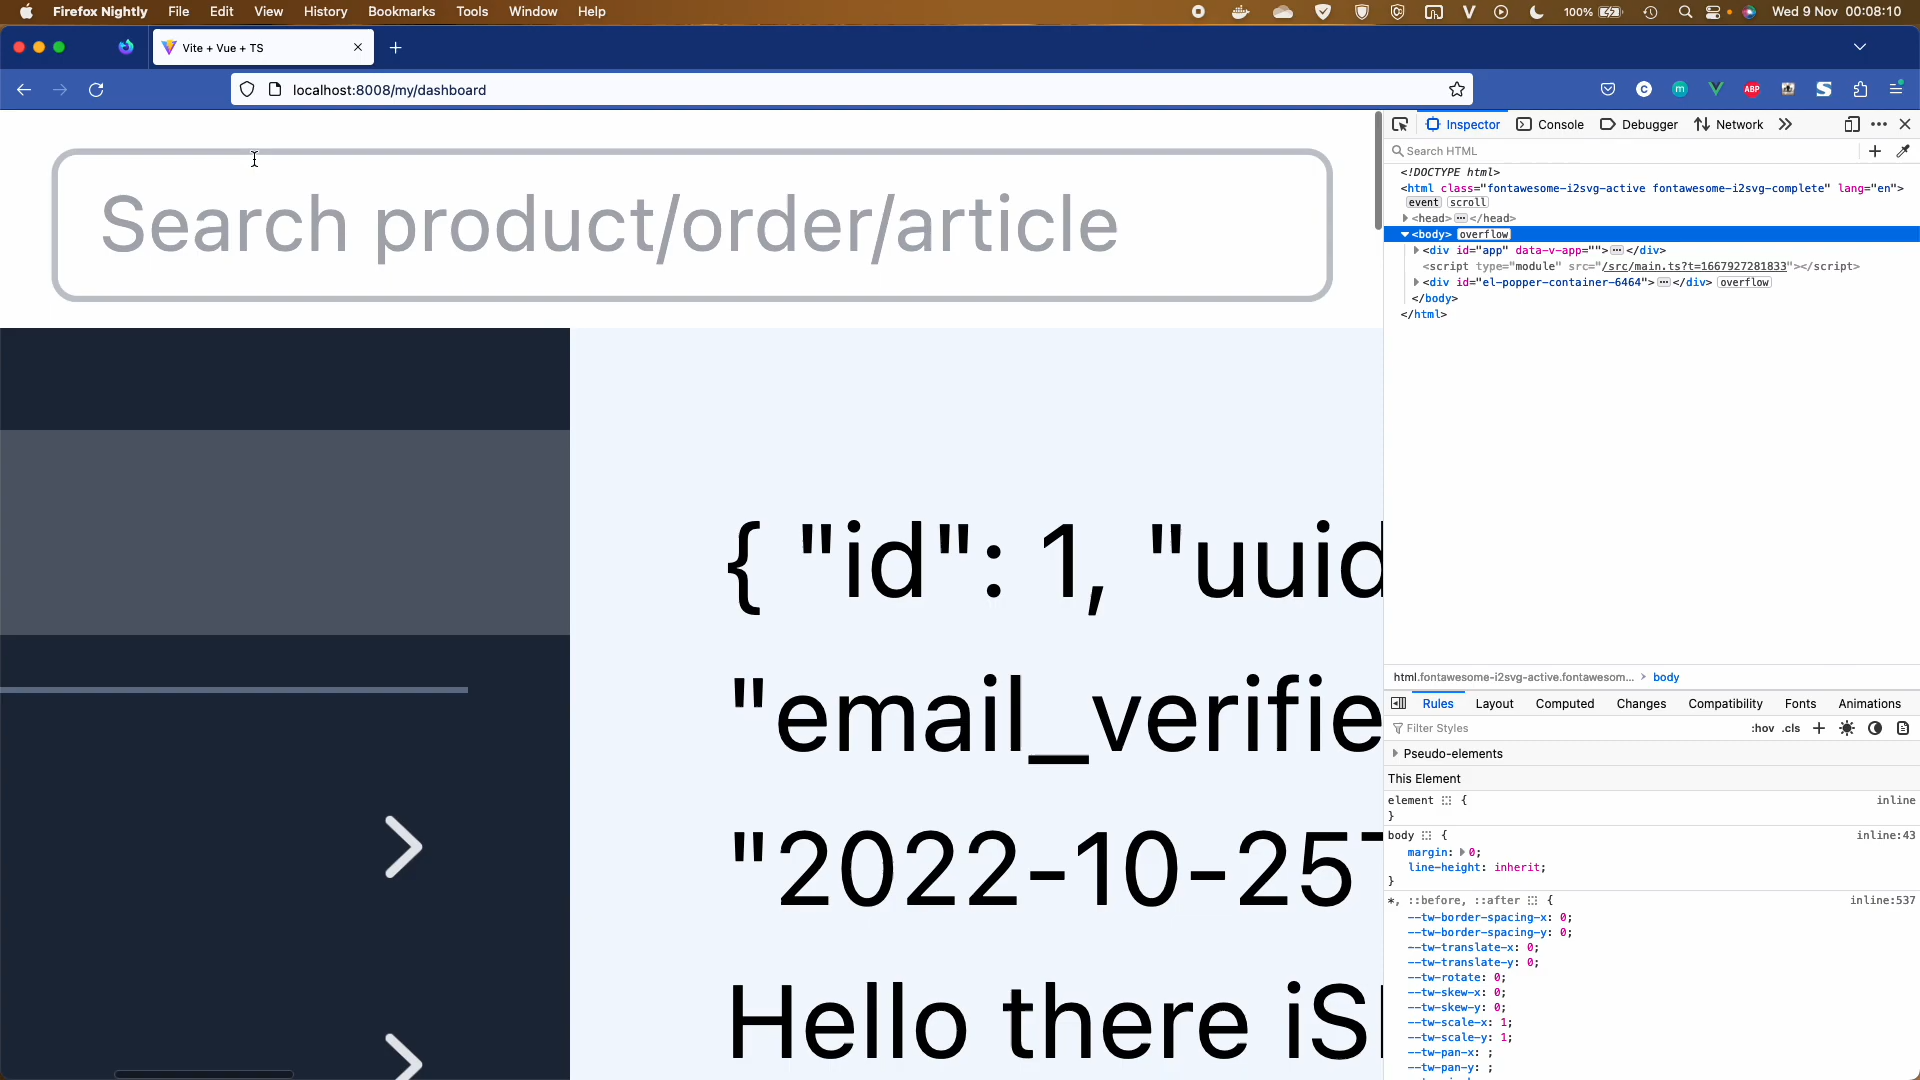 Firefox Nightly File Edit View History Bookmarks Tools Window Help 100% Wed 9 Nov 00:08:10
Vite + Vue + TS
localhost:8008/my/dashboard
ABP
Inspector Console Debugger Network
Search HTML
<!DOCTYPE html>
<html class="fontawesome-i2svg-active fontawesome-i2svg-complete" lang="en">
event scroll
<head> </head>
<body> overflow
<div id="app" data-v-app=""> </div>
<script type="module" src="/src/main.ts?t=1667927281833"></script>
<div id="el-popper-container-6464"> </div> overflow
</body>
</html>
Search product/order/article
{ "id": 1, "uuid
"email_verifie
"2022-10-25T
Hello there iS
html.fontawesome-i2svg-active.fontawesom... > body
Rules Layout Computed Changes Compatibility Fonts Animations
Filter Styles :hov .cls
Pseudo-elements
This Element
element { inline
}
body { inline:43
margin: 0;
line-height: inherit;
}
*, ::before, ::after { inline:537
--tw-border-spacing-x: 0;
--tw-border-spacing-y: 0;
--tw-translate-x: 0;
--tw-translate-y: 0;
--tw-rotate: 0;
--tw-skew-x: 0;
--tw-skew-y: 0;
--tw-scale-x: 1;
--tw-scale-y: 1;
--tw-pan-x: ;
--tw-pan-y: ;